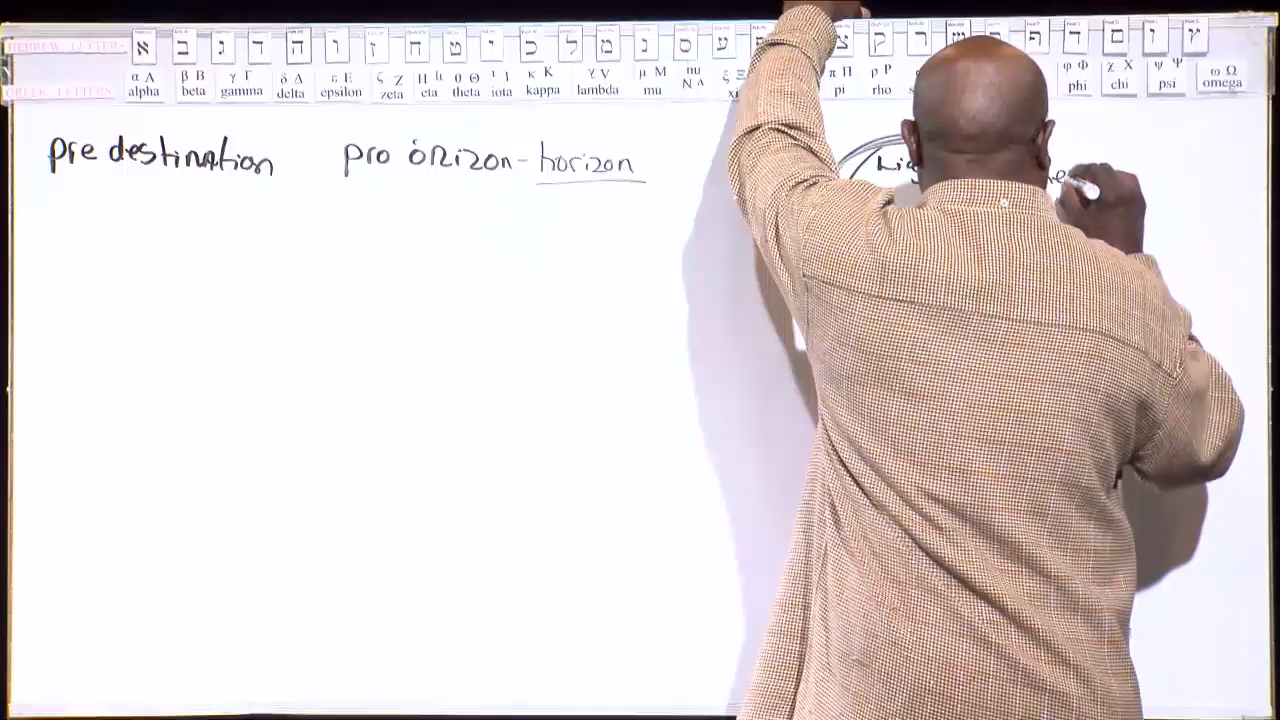 HEBREW LETTERS א ב ג ד ה ו ז ח ט י כ ל מ נ ס ע צ ק ר ש ת ד ם ו ץ
α Α β Β γ Γ δ Δ ε Ε ζ Ζ Η θ Θ ι Ι κ Κ γ V μ Μ nu Ν Λ ξ Ξ π Π ρ Ρ φ Φ χ Χ ψ Ψ ω Ω
GREEK LETTERS alpha beta gamma delta epsilon zeta eta theta iota kappa lambda mu xi pi rho phi chi psi omega
pre destination pro orizon - horizon